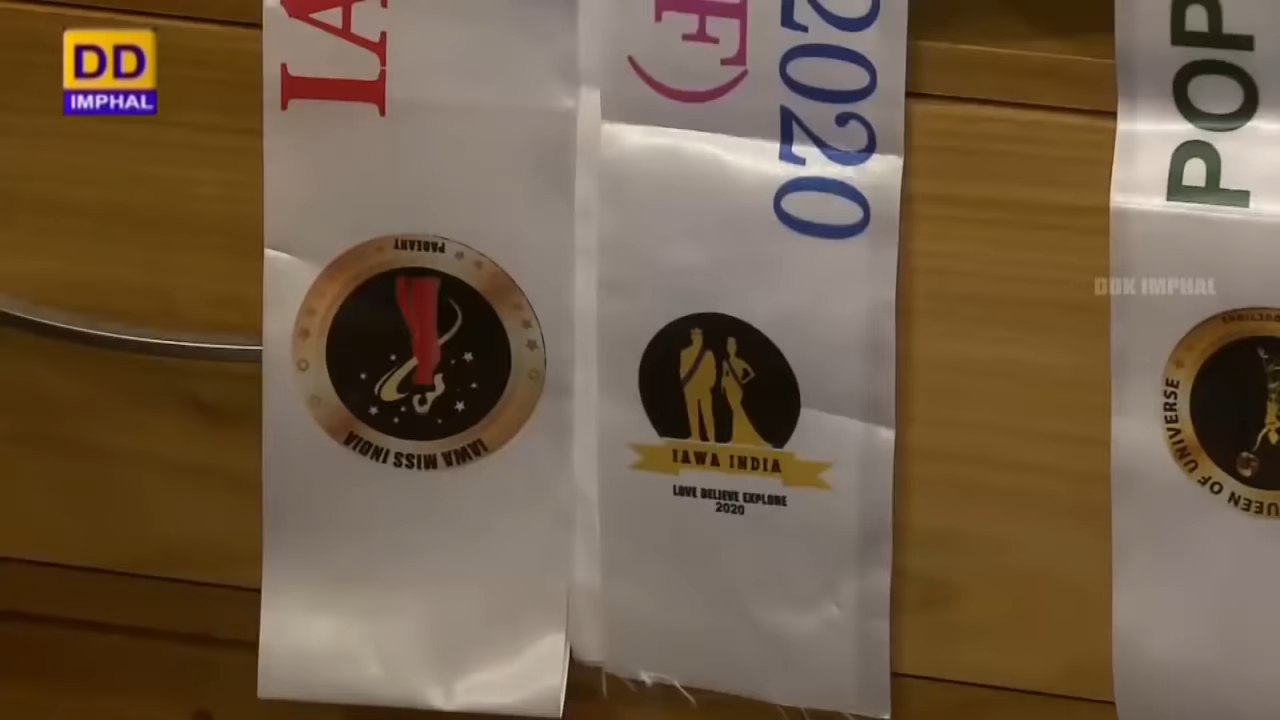 DD
IMPHAL
IA
F)
2020
POP
PAGEANT
IAWA MISS INDIA
IAWA INDIA
LOVE BELIEVE EXPLORE
2020
DDK IMPHAL
QUEEN OF UNIVERSE